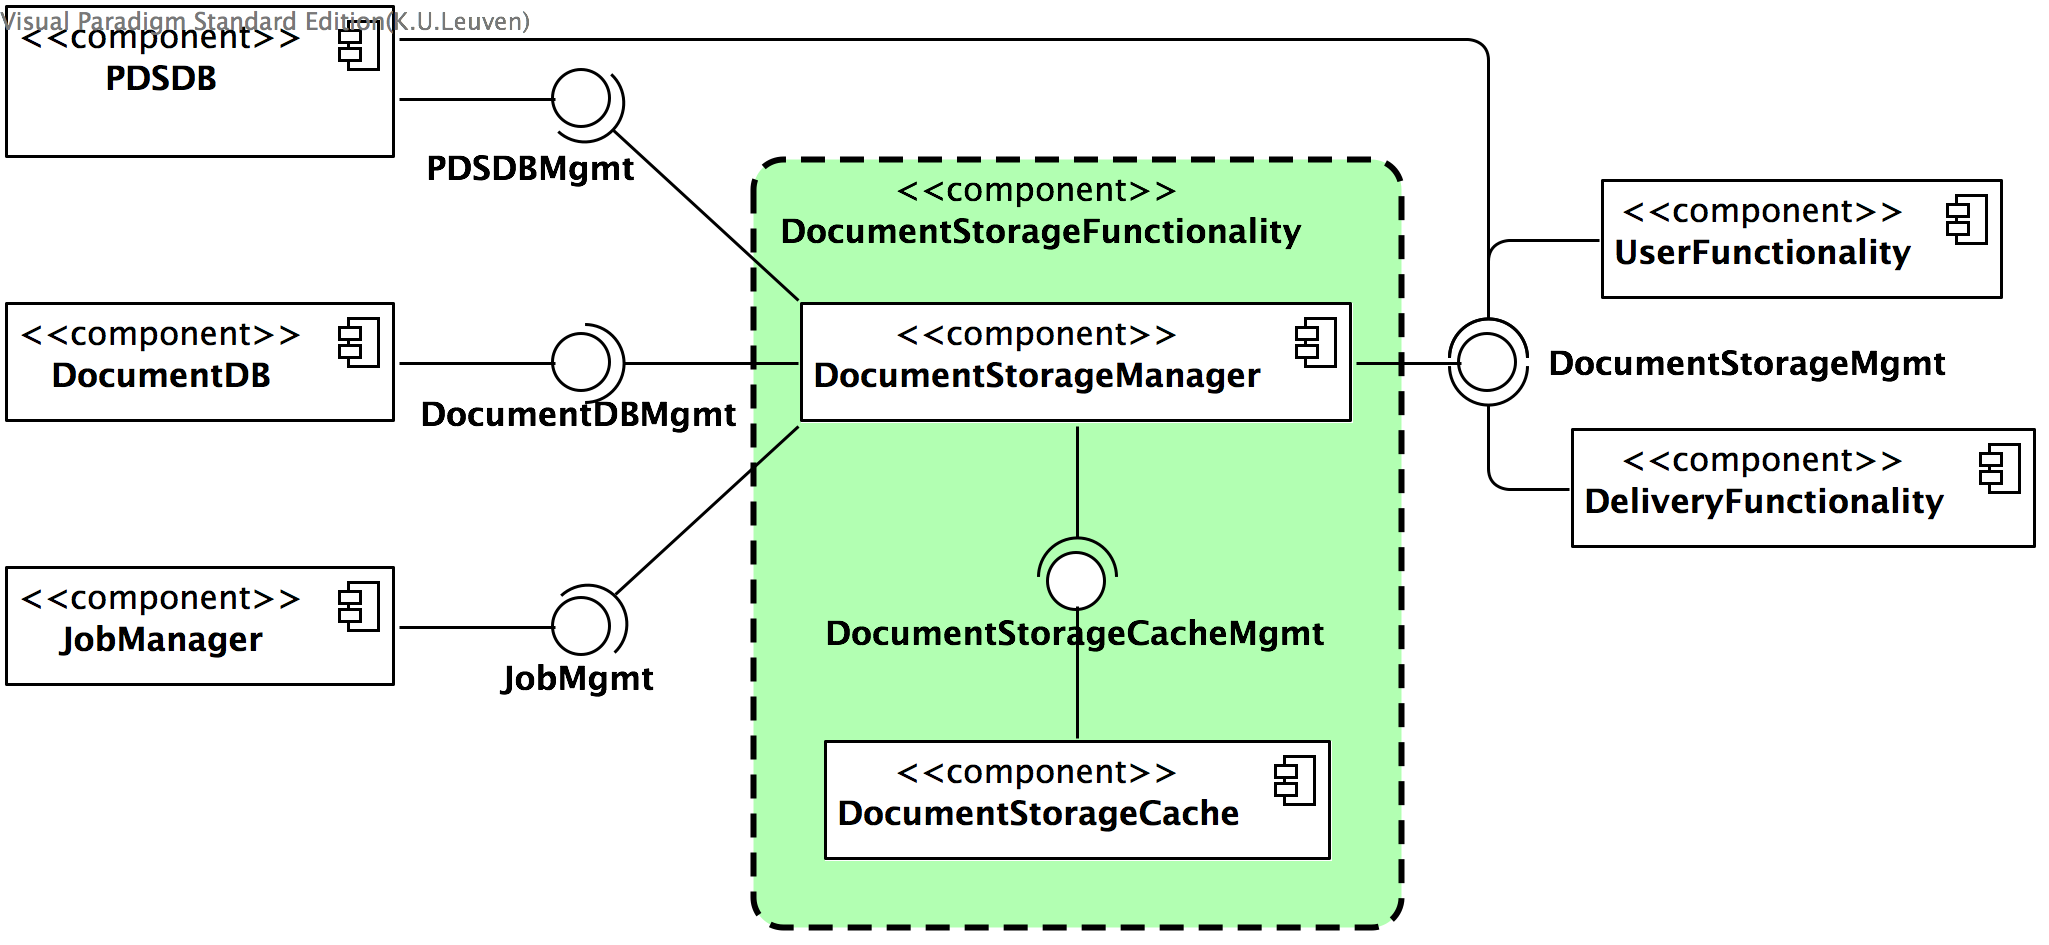 Visual Paradigm Standard Edition(K.U.Leuven)
<<component>>
PDSDB
PDSDBMgmt
<<component>>
DocumentStorageFunctionality
<<component>>
UserFunctionality
<<component>>
DocumentDB
DocumentDBMgmt
<<component>>
DocumentStorageManager
DocumentStorageMgmt
<<component>>
DeliveryFunctionality
<<component>>
JobManager
JobMgmt
DocumentStorageCacheMgmt
<<component>>
DocumentStorageCache